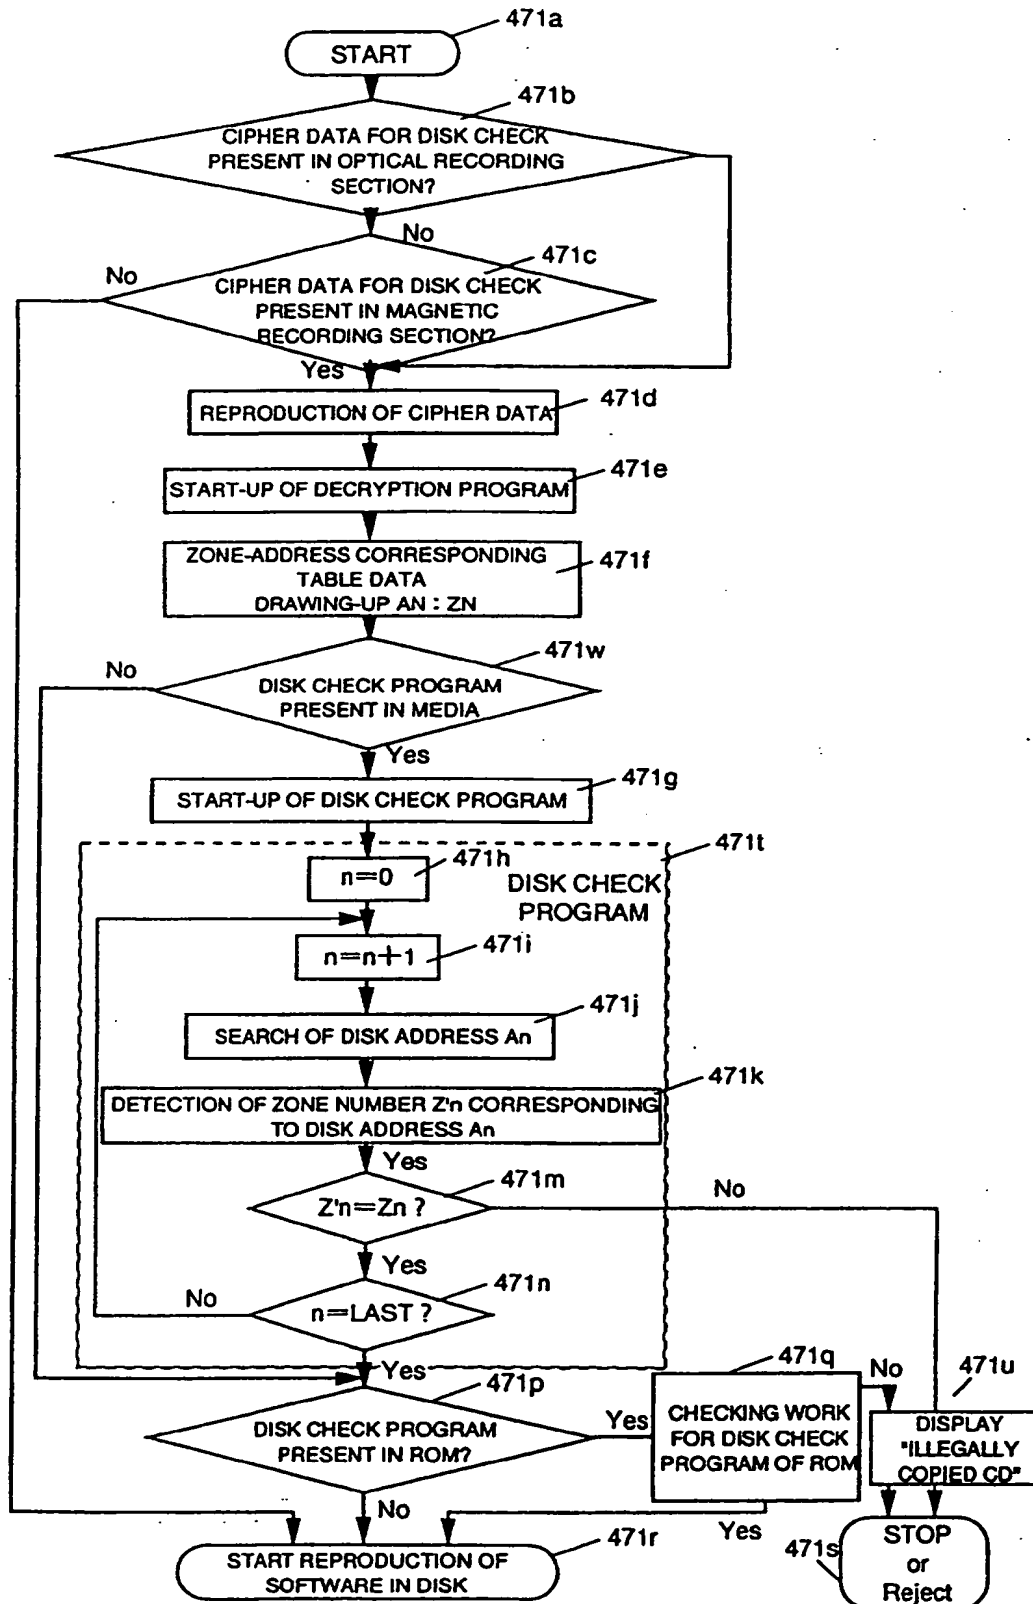 471a
START
471b
CIPHER DATA FOR DISK CHECK
PRESENT IN OPTICAL RECORDING
SECTION?
No
471c
No
CIPHER DATA FOR DISK CHECK
PRESENT IN MAGNETIC
RECORDING SECTION?
Yes
471d
REPRODUCTION OF CIPHER DATA
471e
START-UP OF DECRYPTION PROGRAM
ZONE-ADDRESS CORRESPONDING
TABLE DATA
DRAWING-UP AN : ZN
471f
471w
No
DISK CHECK PROGRAM
PRESENT IN MEDIA
Yes
471g
START-UP OF DISK CHECK PROGRAM
471t
471h
n=0
DISK CHECK
PROGRAM
471i
n=n+1
471j
SEARCH OF DISK ADDRESS An
471k
DETECTION OF ZONE NUMBER Z'n CORRESPONDING
TO DISK ADDRESS An
Yes
471m
No
Z'n=Zn ?
Yes
471n
No
n=LAST ?
Yes
471p
471q
No
471u
DISK CHECK PROGRAM
PRESENT IN ROM?
Yes
CHECKING WORK
FOR DISK CHECK
PROGRAM OF ROM
DISPLAY
"ILLEGALLY
COPIED CD"
No
Yes
471r
START REPRODUCTION OF
SOFTWARE IN DISK
471s
STOP
or
Reject